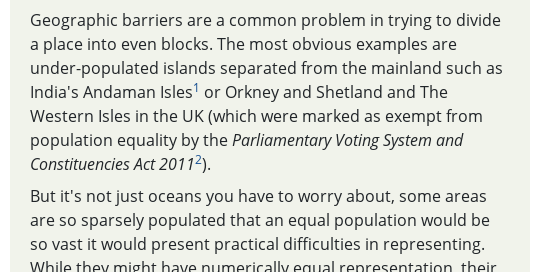 Geographic barriers are a common problem in trying to divide
a place into even blocks. The most obvious examples are
under-populated islands separated from the mainland such as
India's Andaman Isles1 or Orkney and Shetland and The
Western Isles in the UK (which were marked as exempt from
population equality by the Parliamentary Voting System and
Constituencies Act 20112).
But it's not just oceans you have to worry about, some areas
are so sparsely populated that an equal population would be
so vast it would present practical difficulties in representing.
While they might have numerically equal representation, their